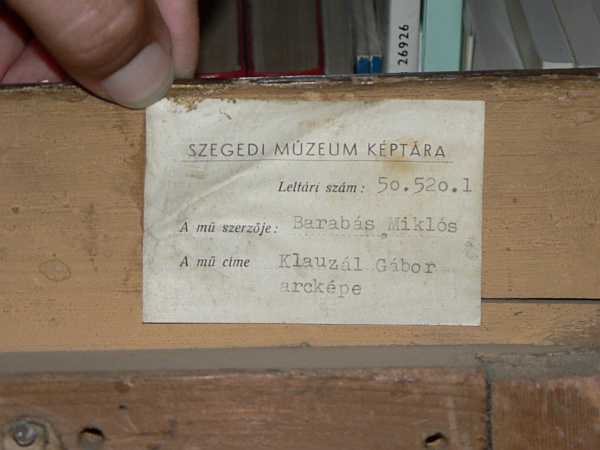 26926
SZEGEDI MÚZEUM KÉPTÁRA
Leltári szám: 50.520.1
A mű szerzője: Barabás Miklós
A mű címe Klauzál Gábor
arcképe